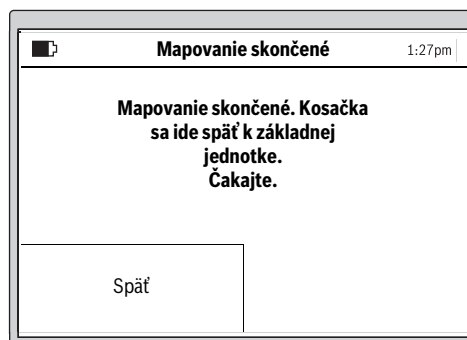 Mapovanie skončené 1:27pm
Mapovanie skončené. Kosačka
sa ide späť k základnej
jednotke.
Čakajte.
Späť